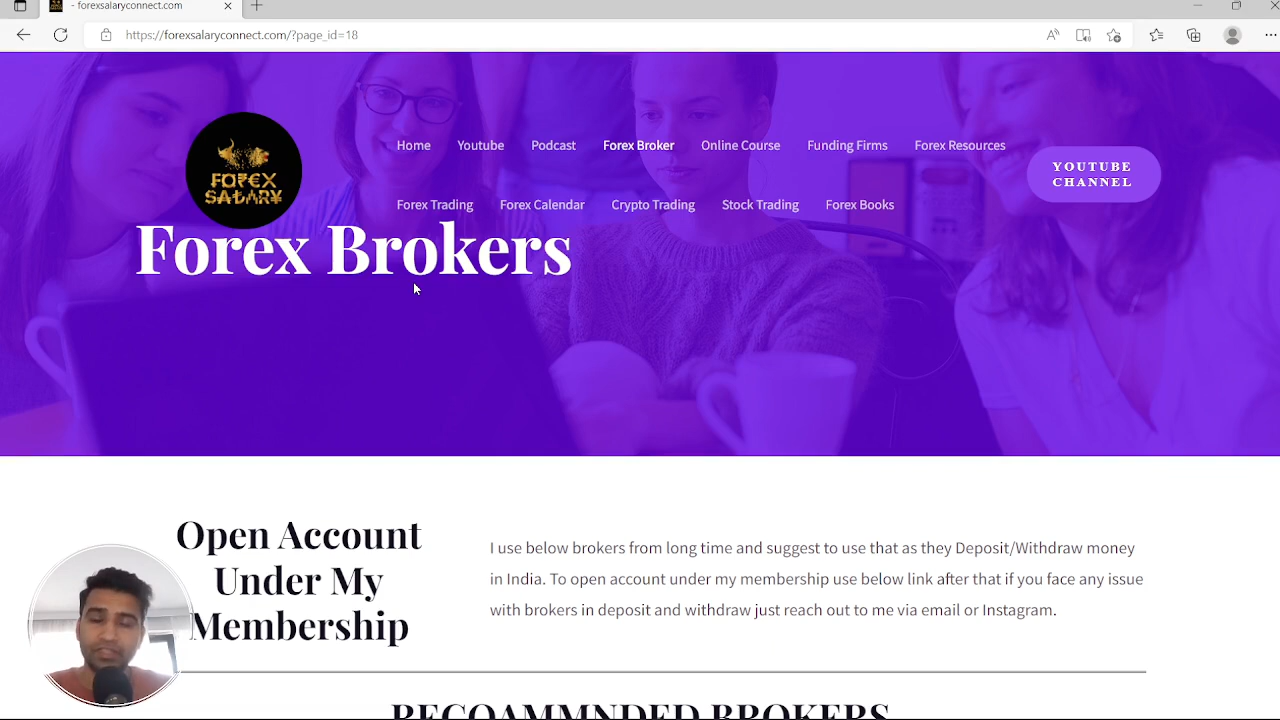 - forexsalaryconnect.com
https://forexsalaryconnect.com/?page_id=18
FOREX
SALARY
Home Youtube Podcast Forex Broker Online Course Funding Firms Forex Resources
Forex Trading Forex Calendar Crypto Trading Stock Trading Forex Books
YOUTUBE
CHANNEL
Forex Brokers
Open Account
Under My
Membership
I use below brokers from long time and suggest to use that as they Deposit/Withdraw money
in India. To open account under my membership use below link after that if you face any issue
with brokers in deposit and withdraw just reach out to me via email or Instagram.
RECOAMMNDED BROKERS